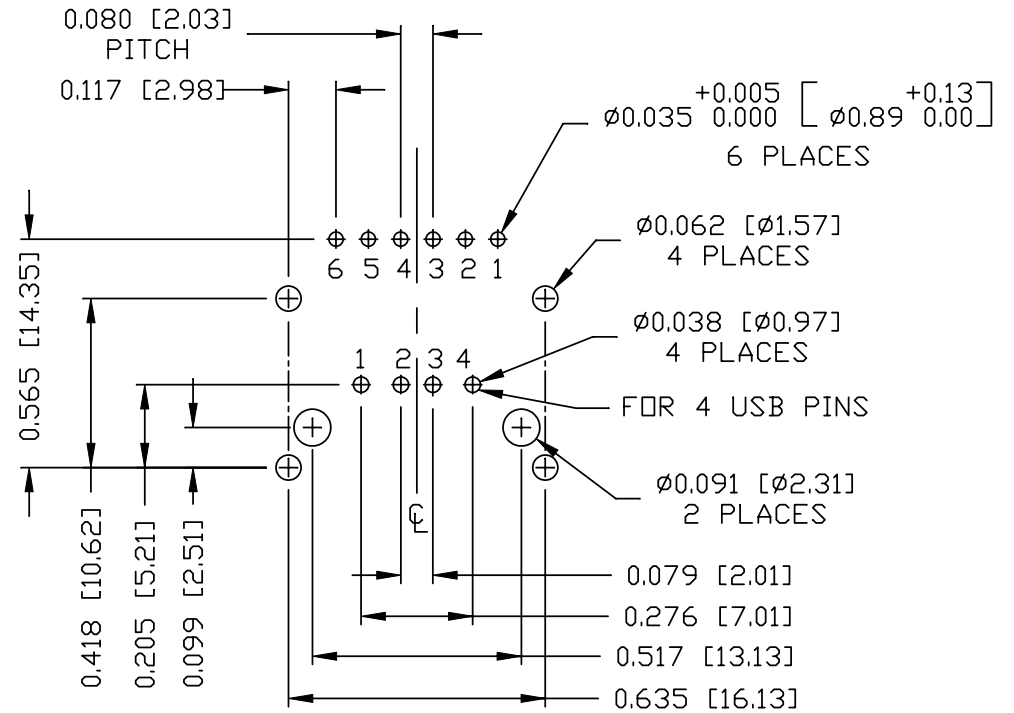 0.080 [2.03]
PITCH
0.117 [2.98]
+0.005
Ø0.035 0.000
+0.13
[Ø0.89 0.00]
6 PLACES
Ø0.062 [Ø1.57]
4 PLACES
6 5 4 3 2 1
0.565 [14.35]
Ø0.038 [Ø0.97]
4 PLACES
1 2 3 4
FOR 4 USB PINS
Ø0.091 [Ø2.31]
2 PLACES
℄
0.418 [10.62]
0.205 [5.21]
0.099 [2.51]
0.079 [2.01]
0.276 [7.01]
0.517 [13.13]
0.635 [16.13]